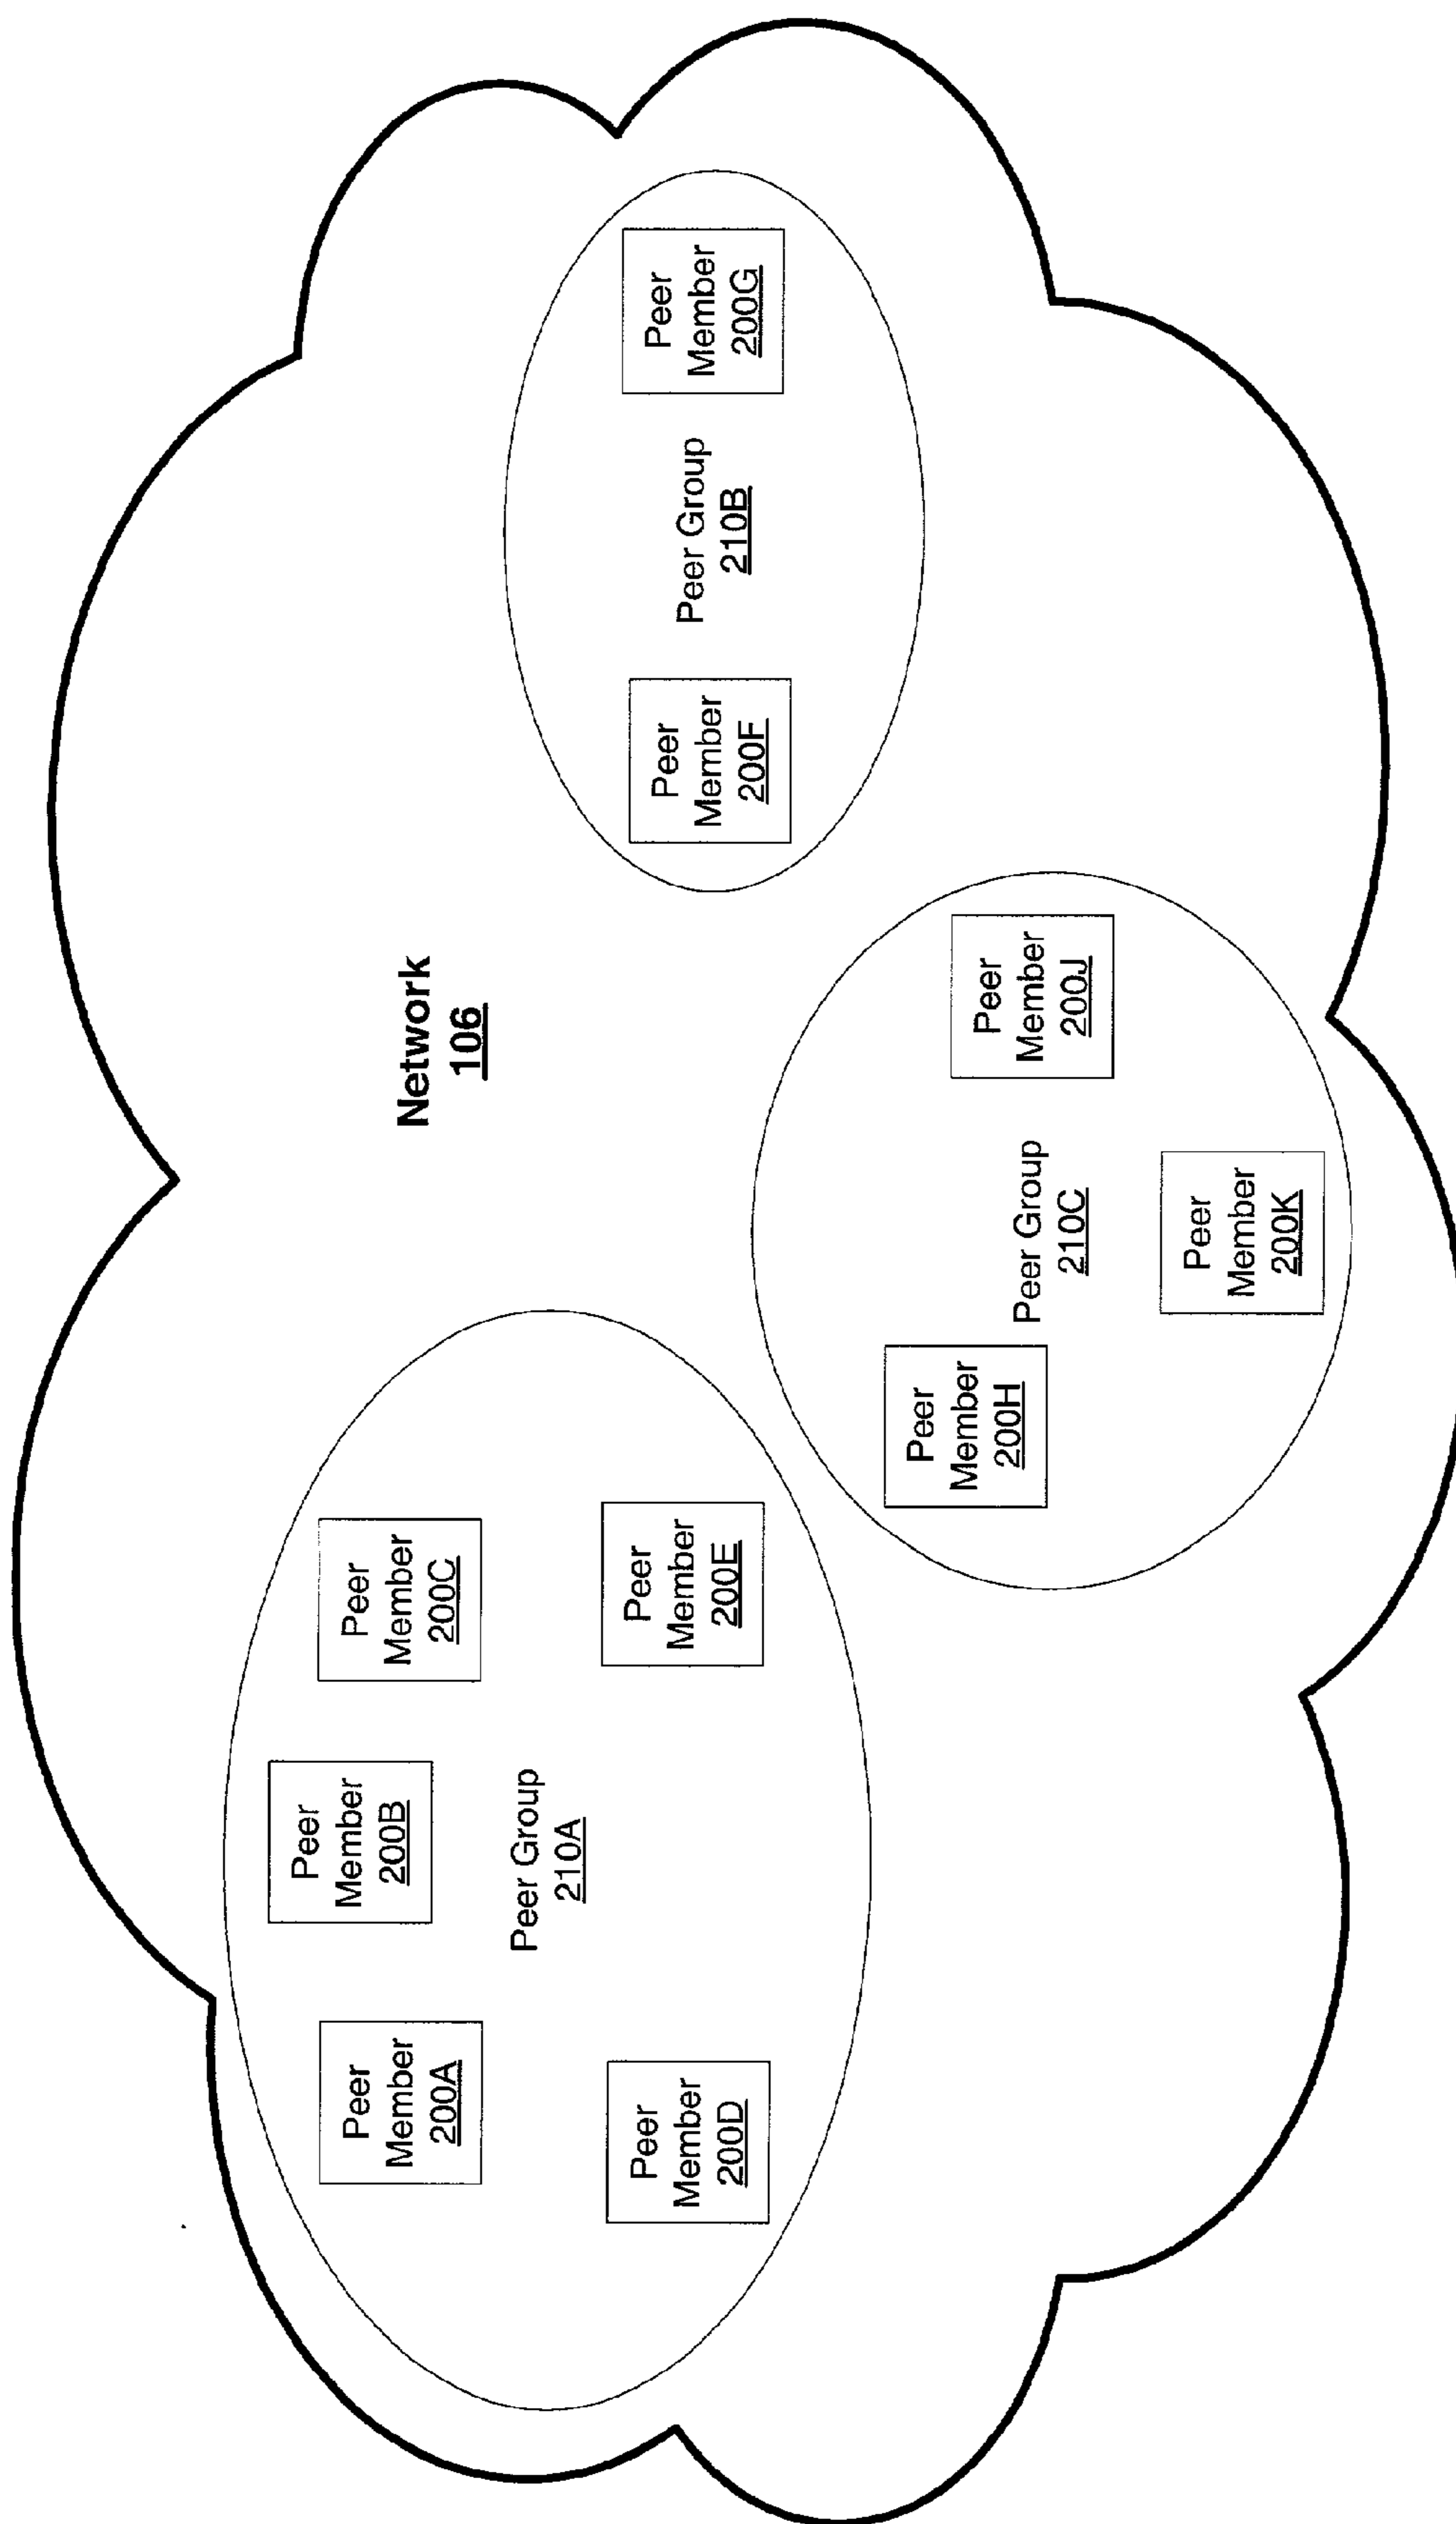 Network
106
Peer
Member
200A
Peer
Member
200B
Peer
Member
200C
Peer
Member
200D
Peer
Member
200E
Peer Group
210A
Peer
Member
200F
Peer Group
210B
Peer
Member
200G
Peer
Member
200H
Peer Group
210C
Peer
Member
200J
Peer
Member
200K